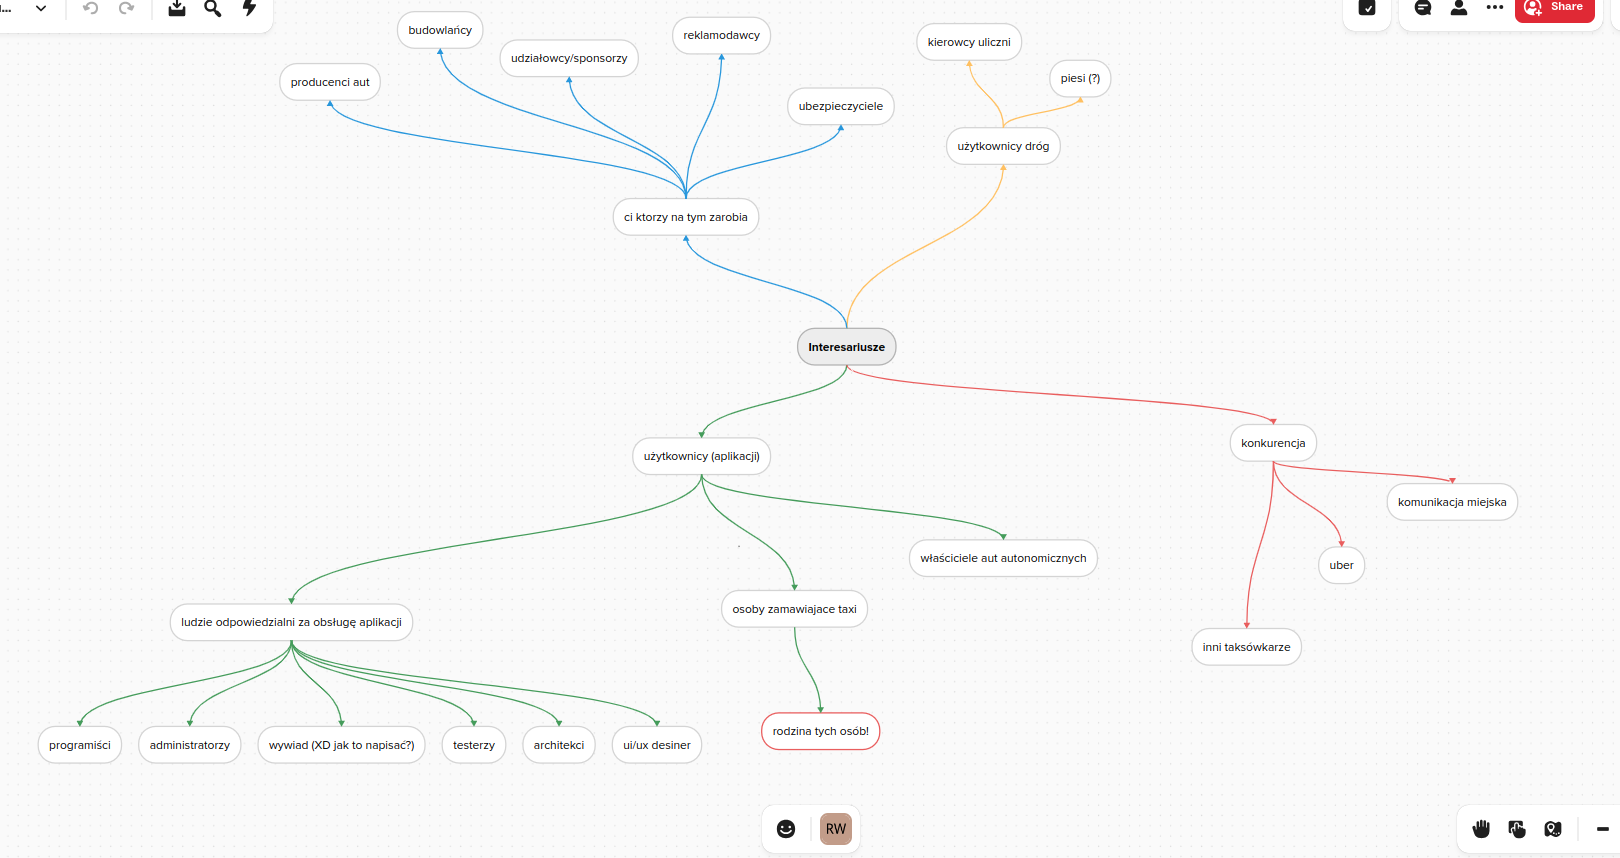 ...
Share
budowlańcy
reklamodawcy
kierowcy uliczni
udziałowcy/sponsorzy
producenci aut
piesi (?)
ubezpieczyciele
użytkownicy dróg
ci ktorzy na tym zarobia
Interesariusze
użytkownicy (aplikacji)
konkurencja
komunikacja miejska
właściciele aut autonomicznych
uber
osoby zamawiajace taxi
ludzie odpowiedzialni za obsługę aplikacji
inni taksówkarze
rodzina tych osób!
programiści
administratorzy
wywiad (XD jak to napisać?)
testerzy
architekci
ui/ux desiner
RW